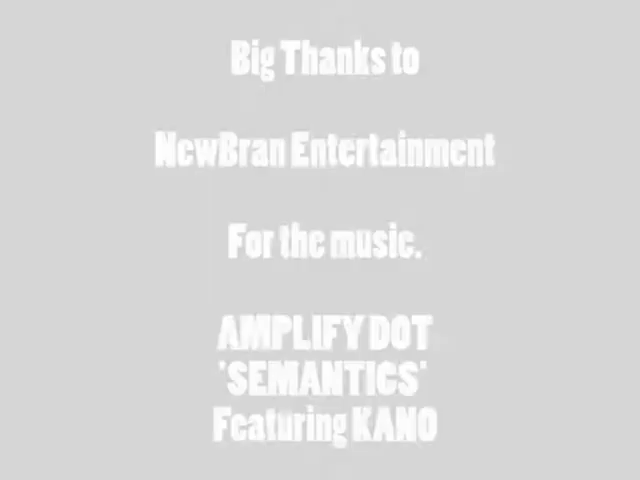 Big Thanks to
NewBran Entertainment
For the music.
AMPLIFY DOT
'SEMANTICS'
Featuring KANO